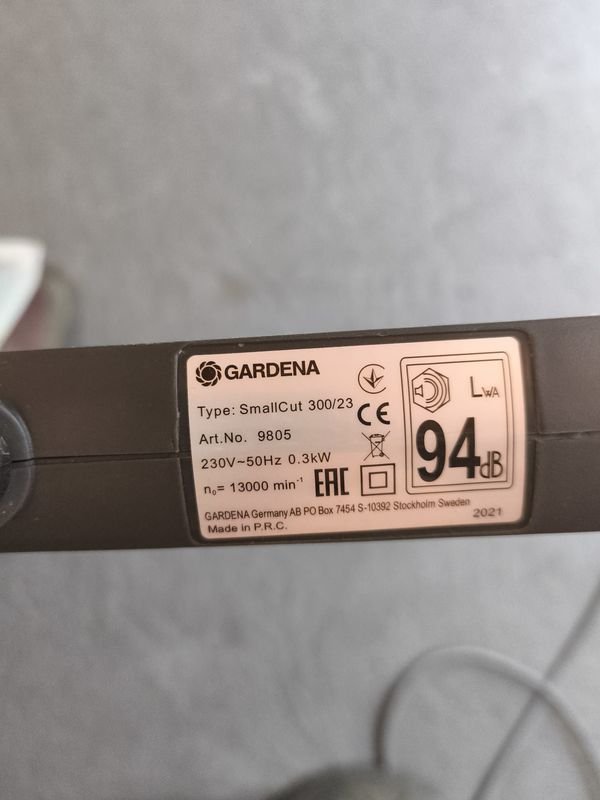 GARDENA
Type: SmallCut 300/23
Art.No. 9805
230V~50Hz 0.3kW
n₀= 13000 min⁻¹
CE
EAC
LWA
94dB
GARDENA Germany AB PO Box 7454 S-10392 Stockholm Sweden
Made in P.R.C.
2021